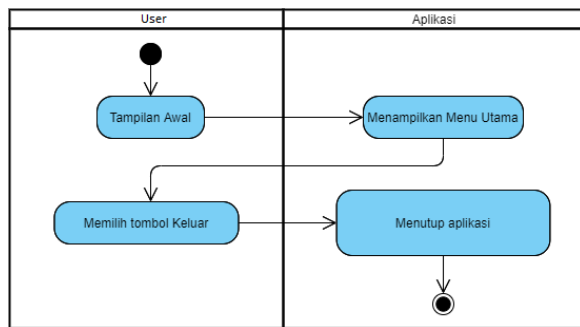 User
Aplikasi
Tampilan Awal
Menampilkan Menu Utama
Memilih tombol Keluar
Menutup aplikasi